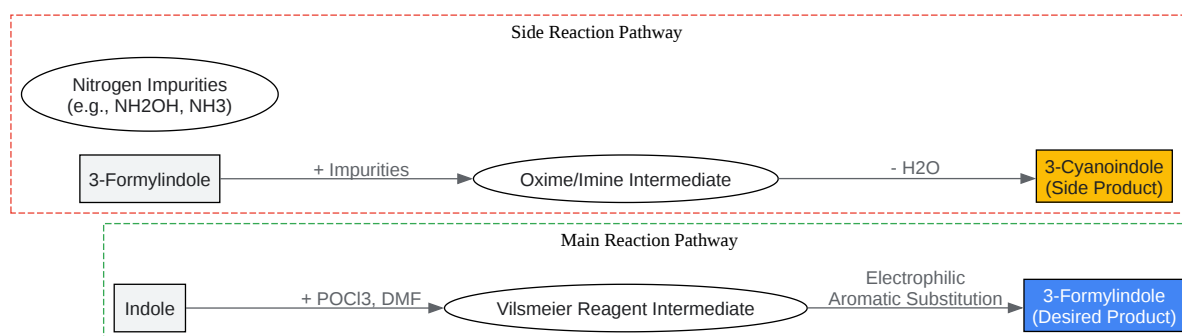 Side Reaction Pathway
Nitrogen Impurities
(e.g., NH2OH, NH3)
3-Formylindole
+ Impurities
Oxime/Imine Intermediate
- H2O
3-Cyanoindole
(Side Product)
Main Reaction Pathway
Indole
+ POCl3, DMF
Vilsmeier Reagent Intermediate
Electrophilic
Aromatic Substitution
3-Formylindole
(Desired Product)